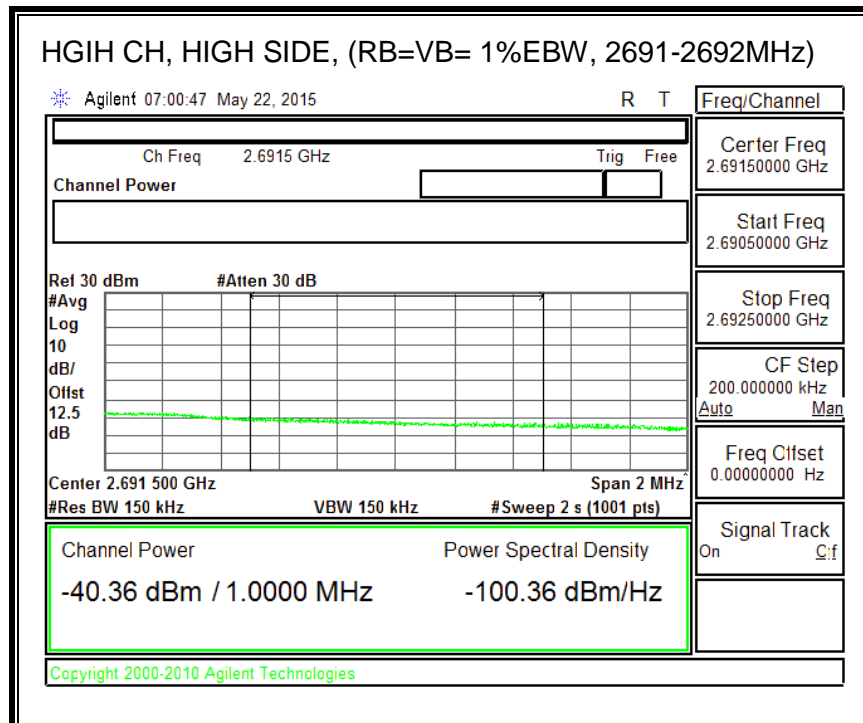 HGIH CH, HIGH SIDE, (RB=VB= 1%EBW, 2691-2692MHz)
Agilent 07:00:47 May 22, 2015 R T
Freq/Channel
Ch Freq 2.6915 GHz Trig Free
Channel Power
Center Freq
2.69150000 GHz
Start Freq
2.69050000 GHz
Stop Freq
2.69250000 GHz
CF Step
200.000000 kHz
Auto Man
Freq Offset
0.00000000 Hz
Signal Track
On Off
Ref 30 dBm #Atten 30 dB
#Avg
Log
10
dB/
Offst
12.5
dB
Center 2.691 500 GHz Span 2 MHz
#Res BW 150 kHz VBW 150 kHz #Sweep 2 s (1001 pts)
Channel Power Power Spectral Density
-40.36 dBm / 1.0000 MHz -100.36 dBm/Hz
Copyright 2000-2010 Agilent Technologies